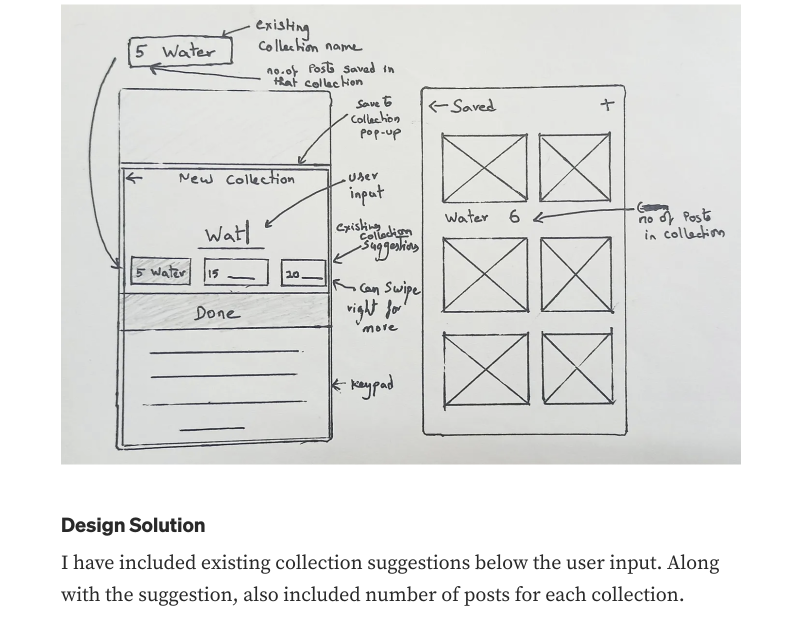 existing
Collection name
5 Water
no. of Posts saved in
that collection
Save to
Collection
pop-up
← New Collection
user
input
Wat
existing
Collection
Suggestions
5 Water
15
20
Can Swipe
right for
more
Done
Keypad
← Saved +
Water 6
no of Posts
in collection
Design Solution
I have included existing collection suggestions below the user input. Along
with the suggestion, also included number of posts for each collection.